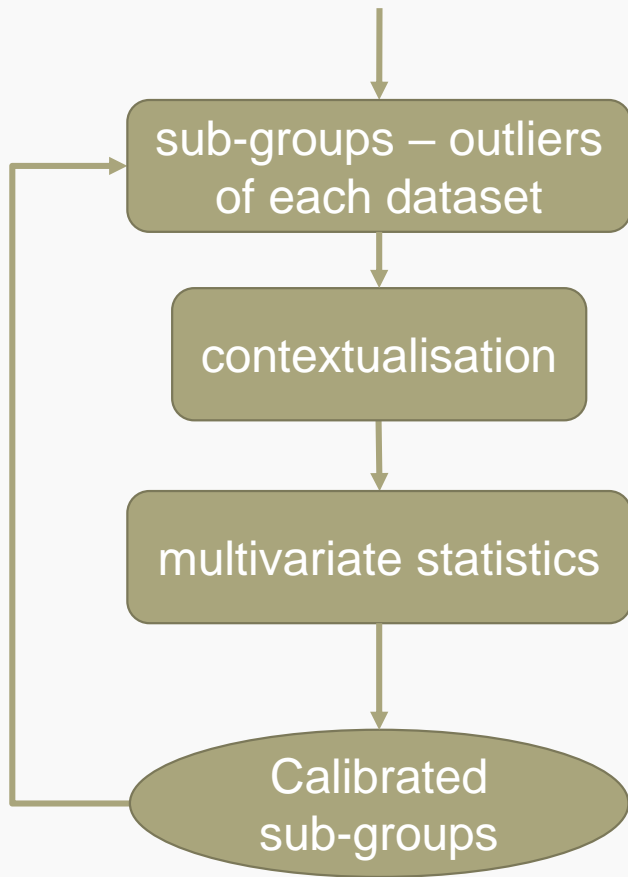 sub-groups – outliers
of each dataset
contextualisation
multivariate statistics
Calibrated
sub-groups